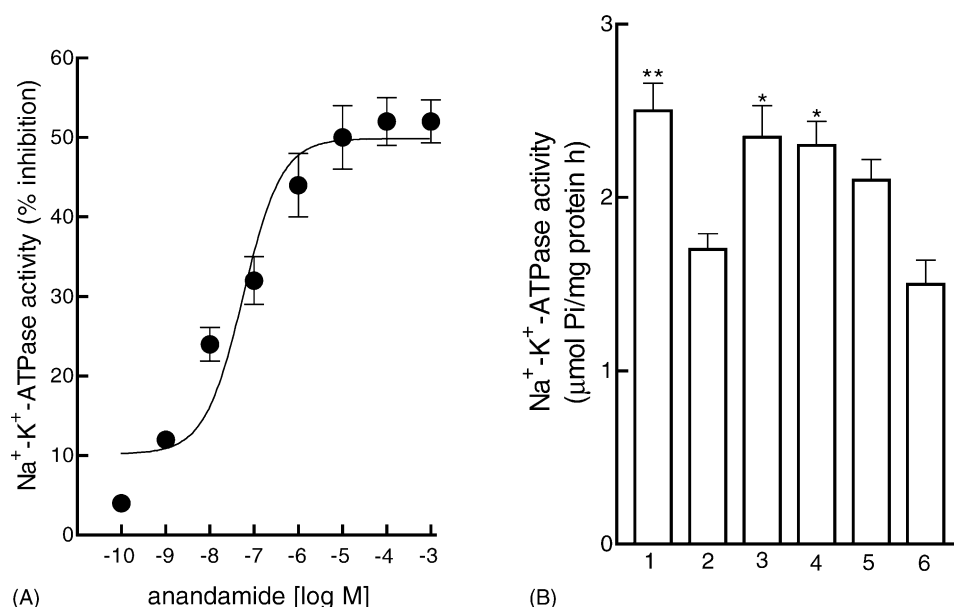 Na+-K+-ATPase activity (% inhibition)
60
50
40
30
20
10
0
-10 -9 -8 -7 -6 -5 -4 -3
anandamide [log M]
(A)
Na+-K+-ATPase activity
(μmol Pi/mg protein h)
3
2
1
0
**
*
*
1 2 3 4 5 6
(B)